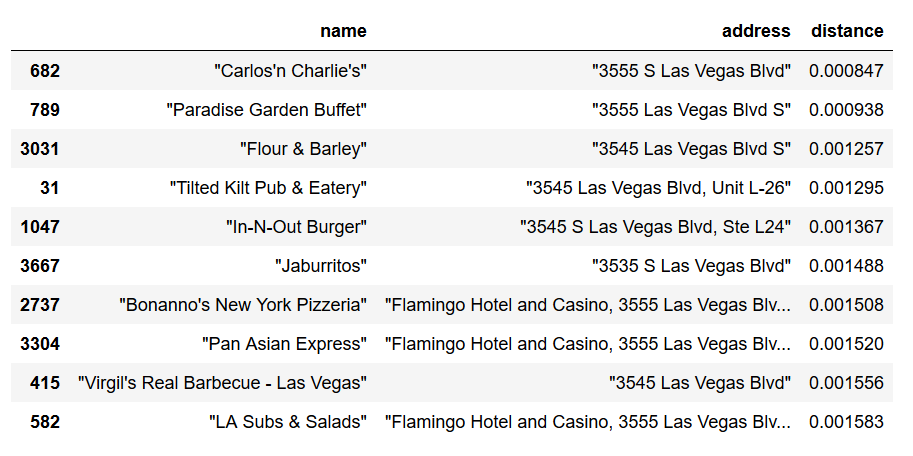 name address distance
682 "Carlos'n Charlie's" "3555 S Las Vegas Blvd" 0.000847
789 "Paradise Garden Buffet" "3555 Las Vegas Blvd S" 0.000938
3031 "Flour & Barley" "3545 Las Vegas Blvd S" 0.001257
31 "Tilted Kilt Pub & Eatery" "3545 Las Vegas Blvd, Unit L-26" 0.001295
1047 "In-N-Out Burger" "3545 S Las Vegas Blvd, Ste L24" 0.001367
3667 "Jaburritos" "3535 S Las Vegas Blvd" 0.001488
2737 "Bonanno's New York Pizzeria" "Flamingo Hotel and Casino, 3555 Las Vegas Blv... 0.001508
3304 "Pan Asian Express" "Flamingo Hotel and Casino, 3555 Las Vegas Blv... 0.001520
415 "Virgil's Real Barbecue - Las Vegas" "3545 Las Vegas Blvd" 0.001556
582 "LA Subs & Salads" "Flamingo Hotel and Casino, 3555 Las Vegas Blv... 0.001583